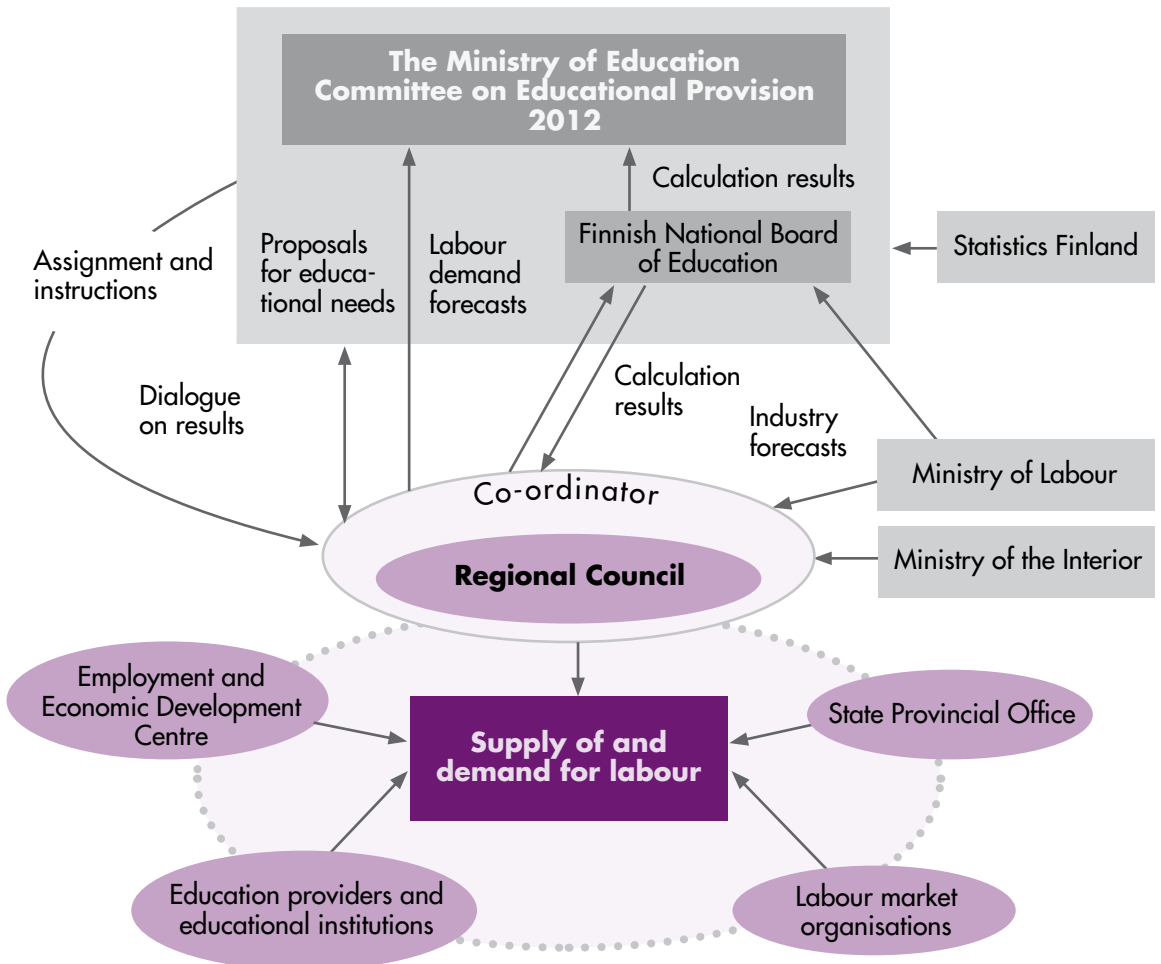 The Ministry of Education
Committee on Educational Provision
2012
Calculation results
Finnish National Board
of Education
Statistics Finland
Assignment and
instructions
Proposals
for educa-
tional needs
Labour
demand
forecasts
Dialogue
on results
Calculation
results
Industry
forecasts
Ministry of Labour
Co-ordinator
Ministry of the Interior
Regional Council
Employment and
Economic Development
Centre
State Provincial Office
Supply of and
demand for labour
Education providers and
educational institutions
Labour market
organisations